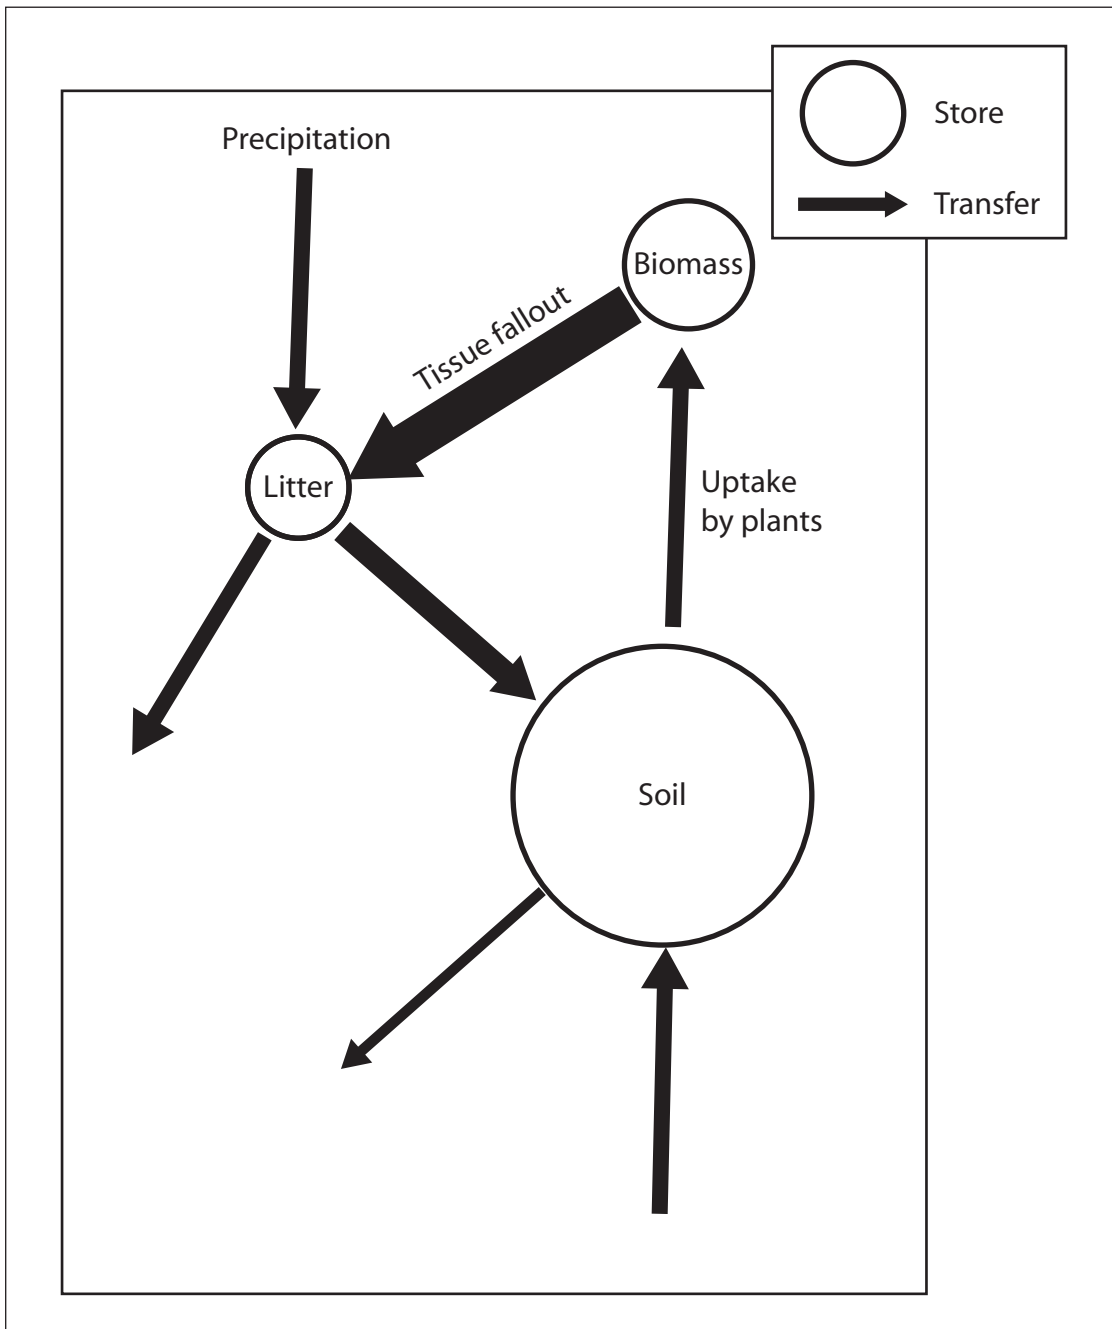 Store
Transfer
Precipitation
Biomass
Tissue fallout
Litter
Uptake
by plants
Soil